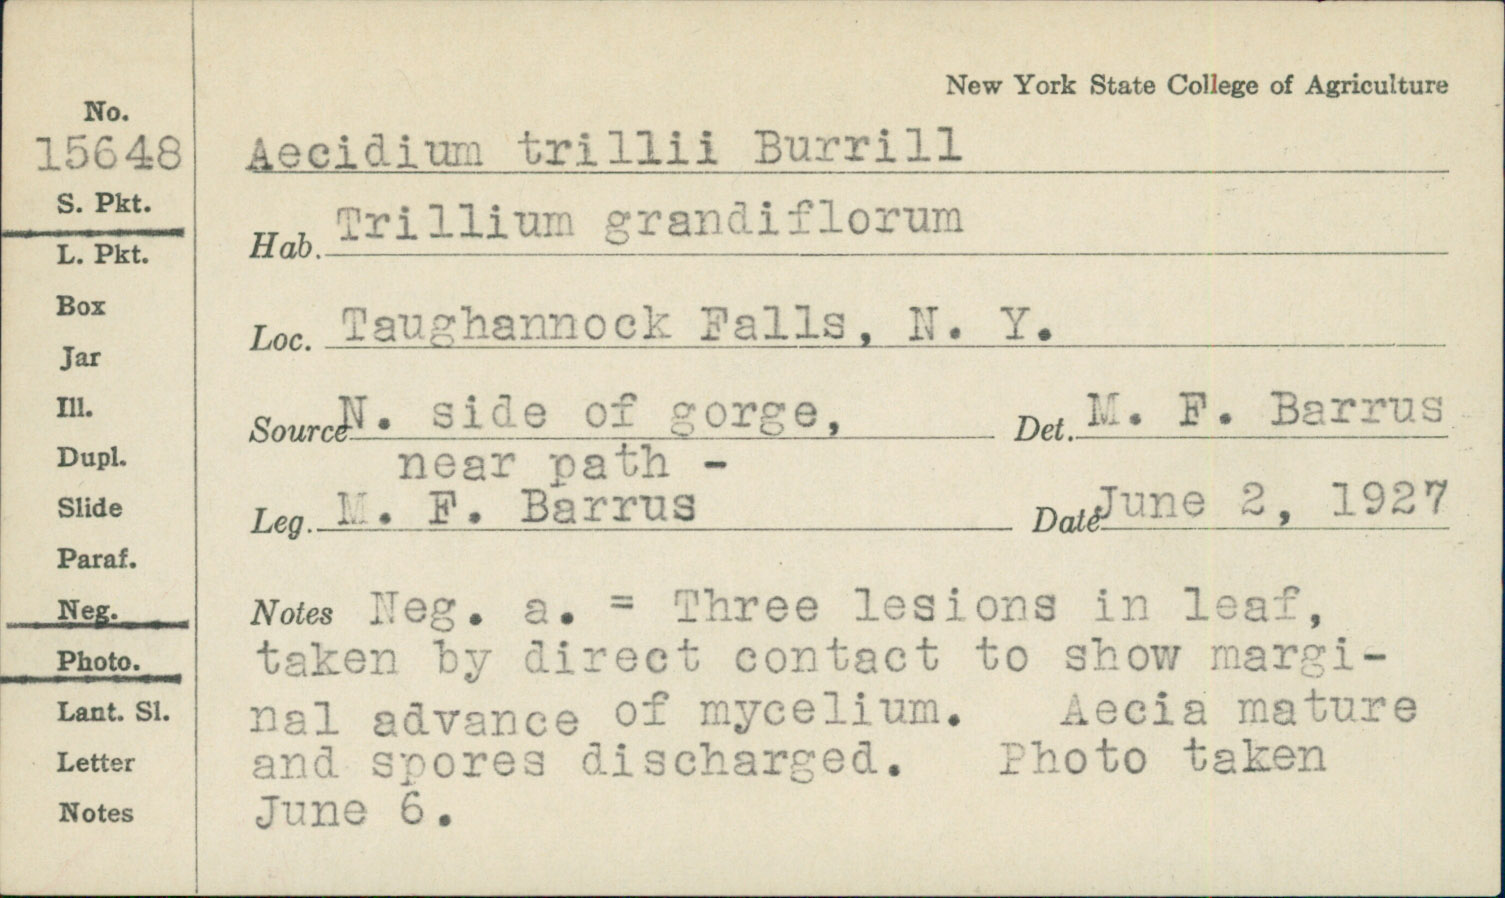 New York State College of Agriculture
No.
15648
S. Pkt.
L. Pkt.
Box
Jar
Ill.
Dupl.
Slide
Paraf.
Neg.
Photo.
Lant. Sl.
Letter
Notes
Aecidium trillii Burrill
Hab. Trillium grandiflorum
Loc. Taughannock Falls, N. Y.
Source N. side of gorge, Det. M. F. Barrus
near path -
Leg. M. F. Barrus Date June 2, 1927
Notes Neg. a. = Three lesions in leaf,
taken by direct contact to show margi-
nal advance of mycelium. Aecia mature
and spores discharged. Photo taken
June 6.